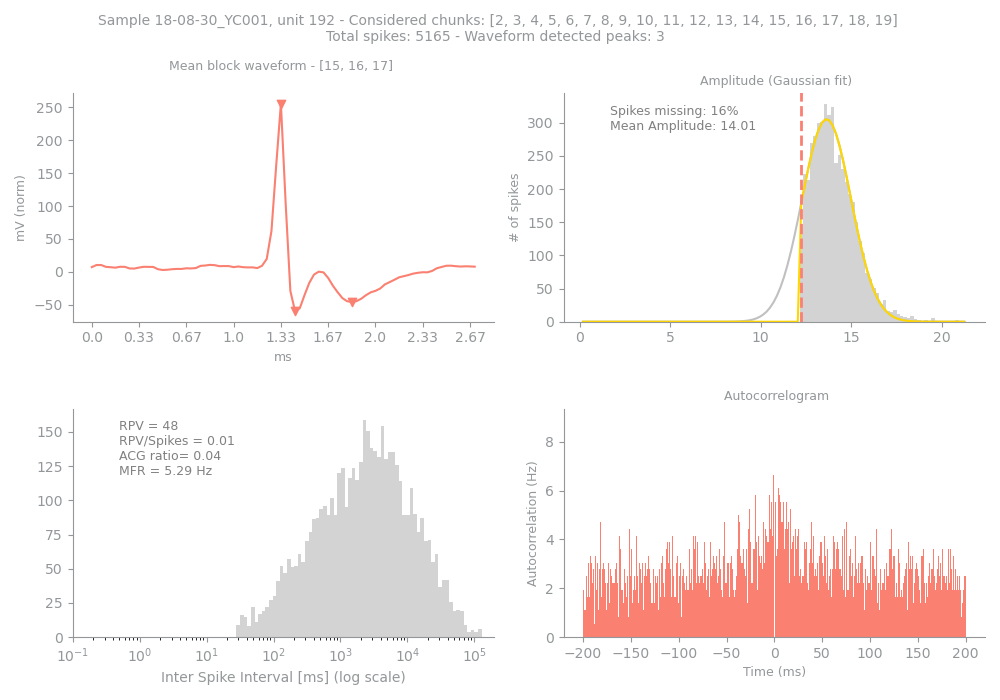 Sample 18-08-30_YC001, unit 192 - Considered chunks: [2, 3, 4, 5, 6, 7, 8, 9, 10, 11, 12, 13, 14, 15, 16, 17, 18, 19]
Total spikes: 5165 - Waveform detected peaks: 3
Mean block waveform - [15, 16, 17]
mV (norm)
250
200
150
100
50
0
−50
0.0 0.33 0.67 1.0 1.33 1.67 2.0 2.33 2.67
ms
Amplitude (Gaussian fit)
Spikes missing: 16%
Mean Amplitude: 14.01
# of spikes
300
250
200
150
100
50
0
0 5 10 15 20
RPV = 48
RPV/Spikes = 0.01
ACG ratio= 0.04
MFR = 5.29 Hz
150
125
100
75
50
25
0
10⁻¹ 10⁰ 10¹ 10² 10³ 10⁴ 10⁵
Inter Spike Interval [ms] (log scale)
Autocorrelogram
Autocorrelation (Hz)
8
6
4
2
0
−200 −150 −100 −50 0 50 100 150 200
Time (ms)